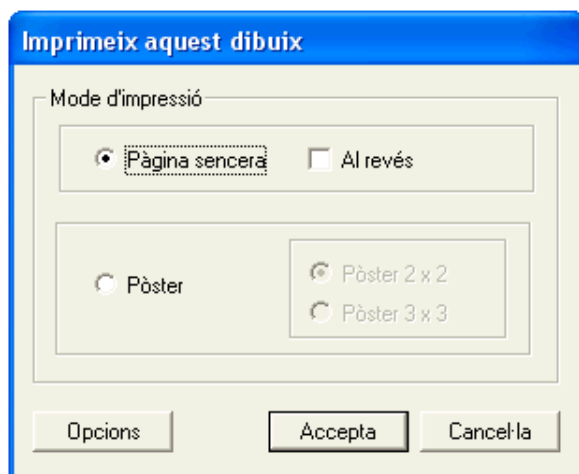 Imprimeix aquest dibuix
Mode d'impressió
Pàgina sencera Al revés
Pòster
Pòster 2 x 2
Pòster 3 x 3
Opcions Accepta Cancel·la